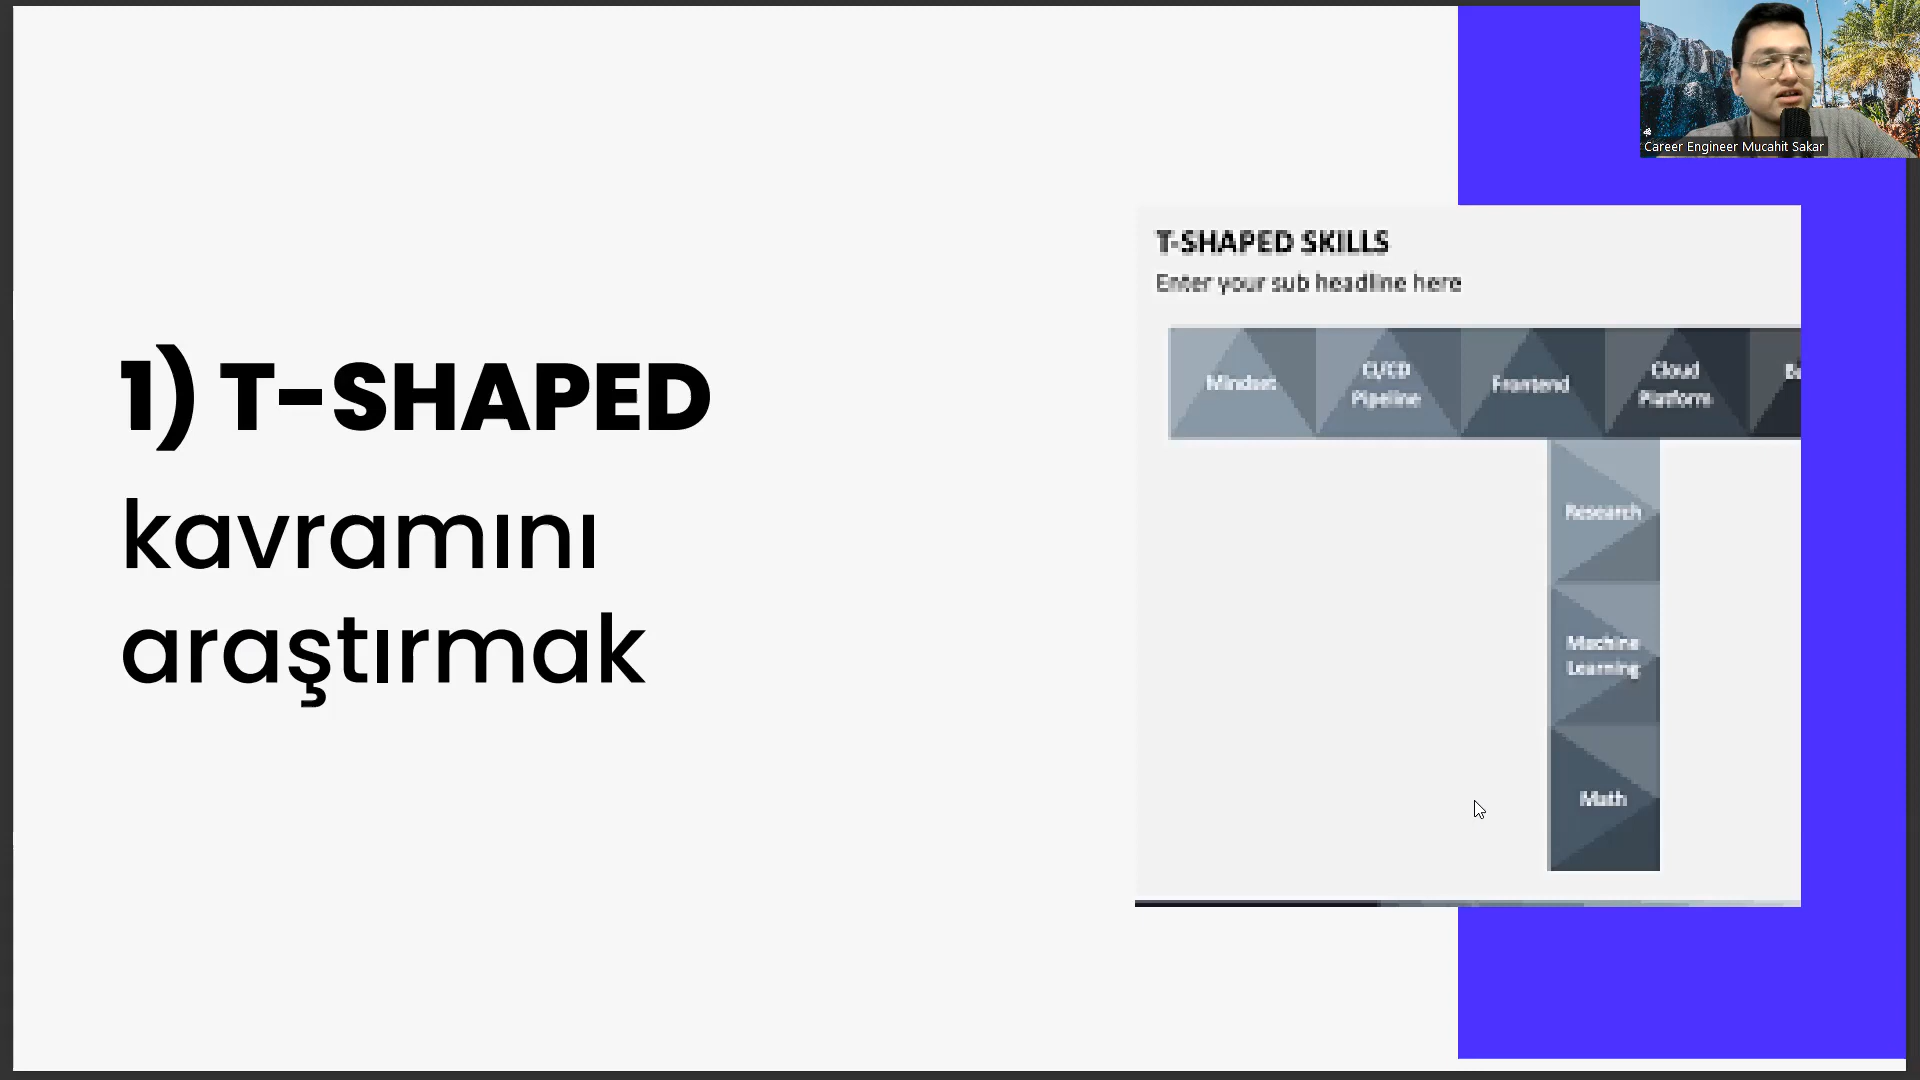 Career Engineer Mucahit Sakar
1) T-SHAPED
kavramını
araştırmak
T-SHAPED SKILLS
Enter your sub headline here
Mindset
CI/CD
Pipeline
Frontend
Cloud
Platform
Research
Machine
Learning
Math